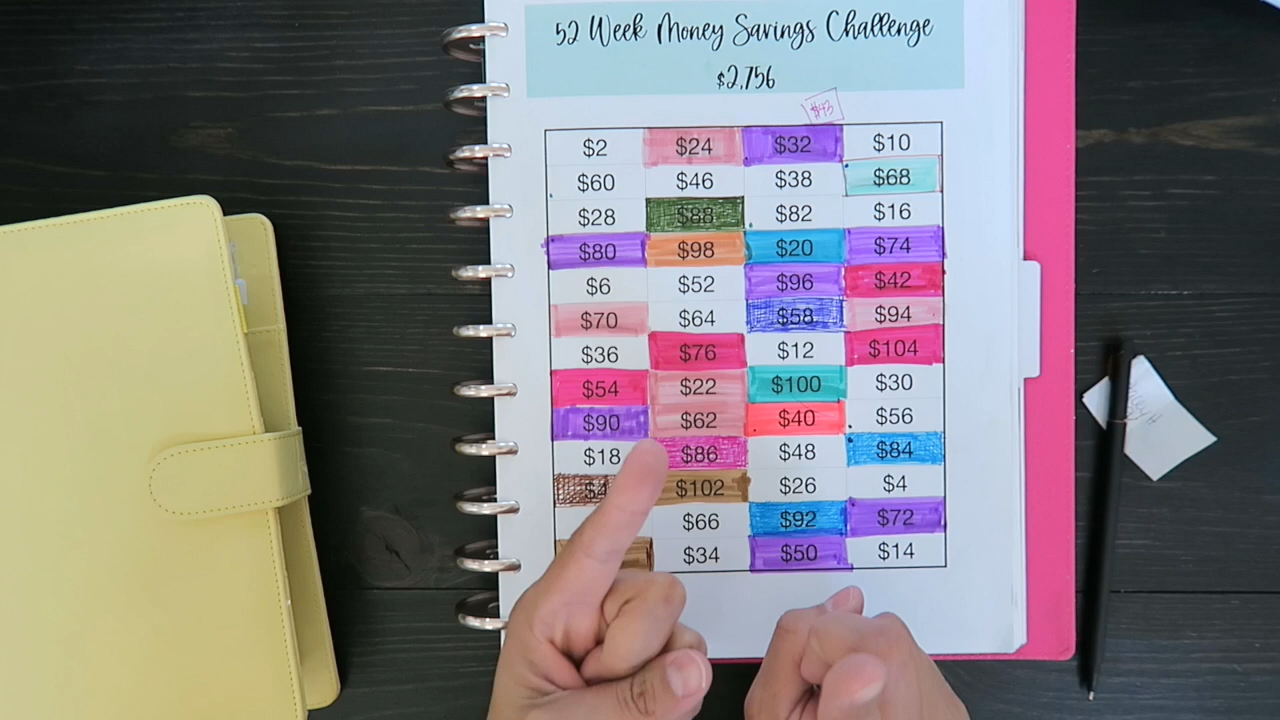 52 Week Money Savings Challenge
$2,756
$43
$2 $24 $32 $10
$60 $46 $38 $68
$28 $88 $82 $16
$80 $98 $20 $74
$6 $52 $96 $42
$70 $64 $58 $94
$36 $76 $12 $104
$54 $22 $100 $30
$90 $62 $40 $56
$18 $86 $48 $84
$102 $26 $4
$66 $92 $72
$34 $50 $14